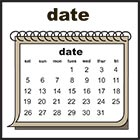 date
date
sat sun mon tue wed thu fri
1 2 3 4
5 6 7 8 9 10 11
12 13 14 15 16 17 18
19 20 21 22 23 24 25
26 27 28 29 30 31